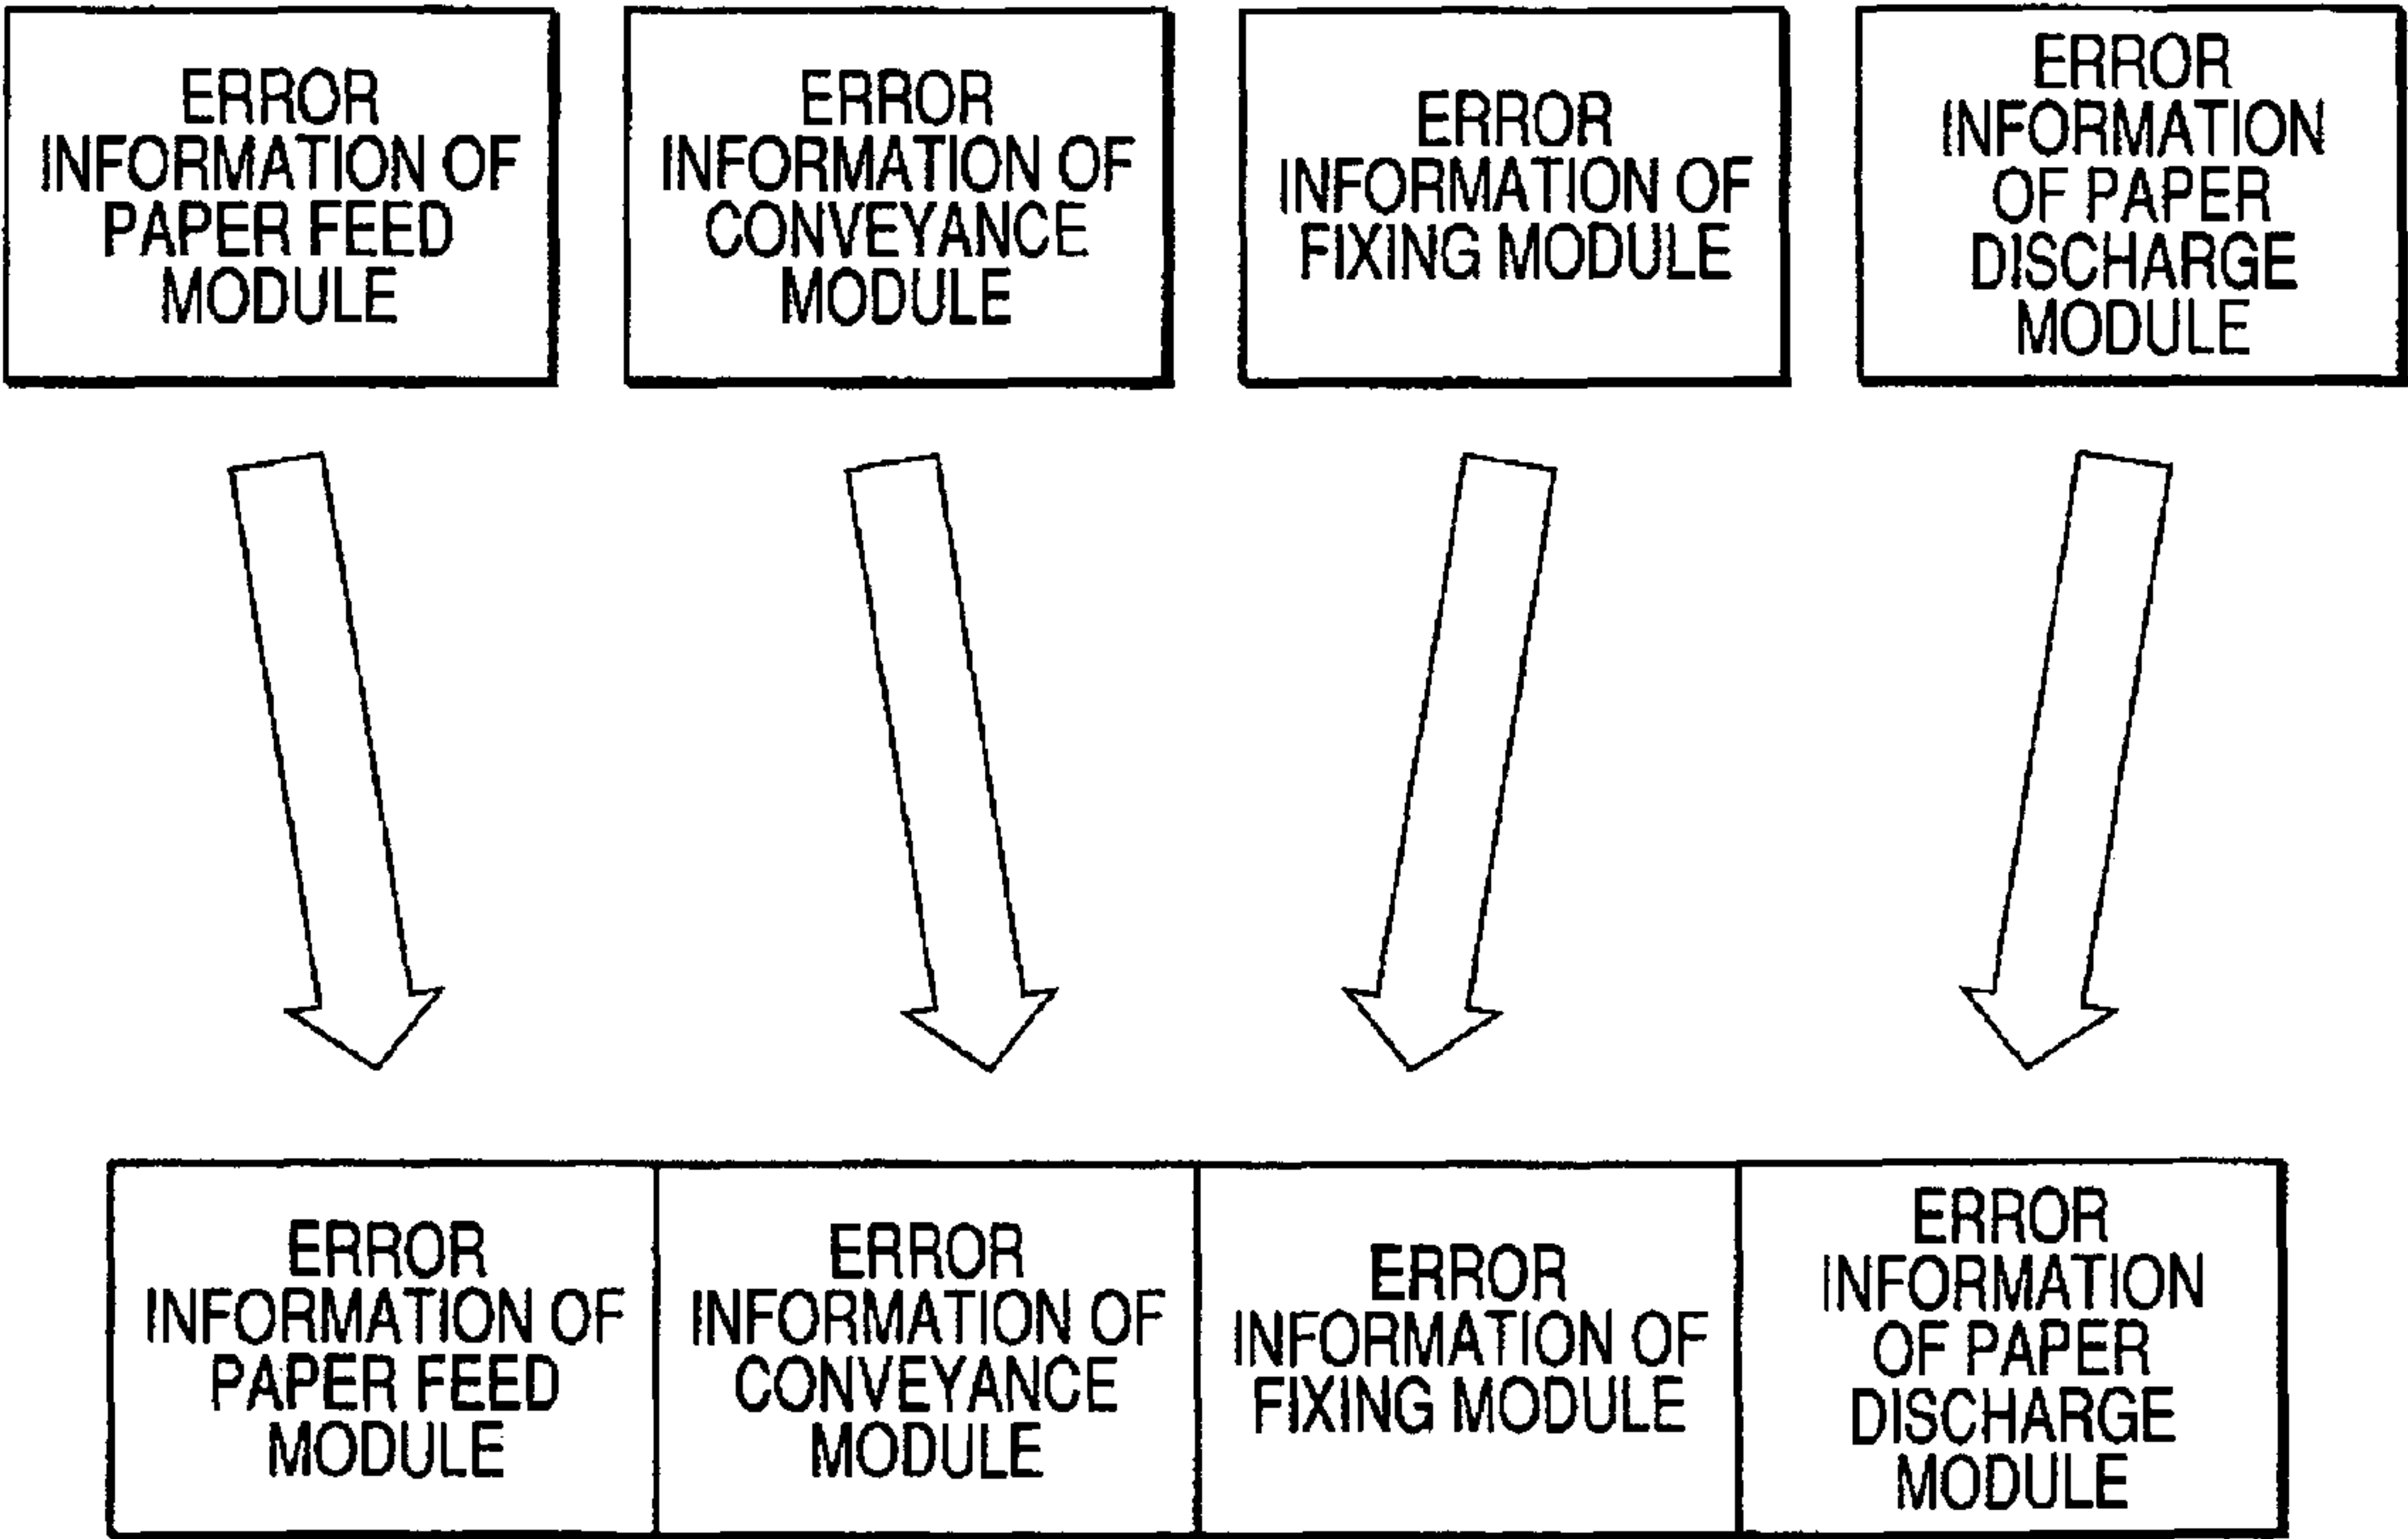 ERROR
INFORMATION OF
PAPER FEED
MODULE
ERROR
INFORMATION OF
CONVEYANCE
MODULE
ERROR
INFORMATION OF
FIXING MODULE
ERROR
INFORMATION
OF PAPER
DISCHARGE
MODULE
ERROR
INFORMATION OF
PAPER FEED
MODULE
ERROR
INFORMATION OF
CONVEYANCE
MODULE
ERROR
INFORMATION OF
FIXING MODULE
ERROR
INFORMATION
OF PAPER
DISCHARGE
MODULE